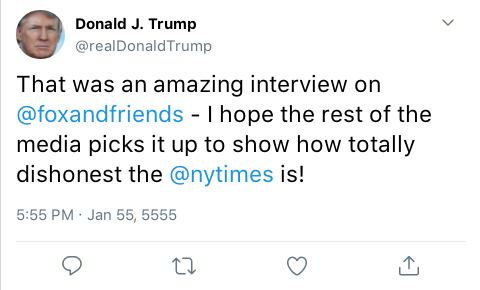 Donald J. Trump
@realDonaldTrump
That was an amazing interview on
@foxandfriends - I hope the rest of the
media picks it up to show how totally
dishonest the @nytimes is!
5:55 PM · Jan 55, 5555